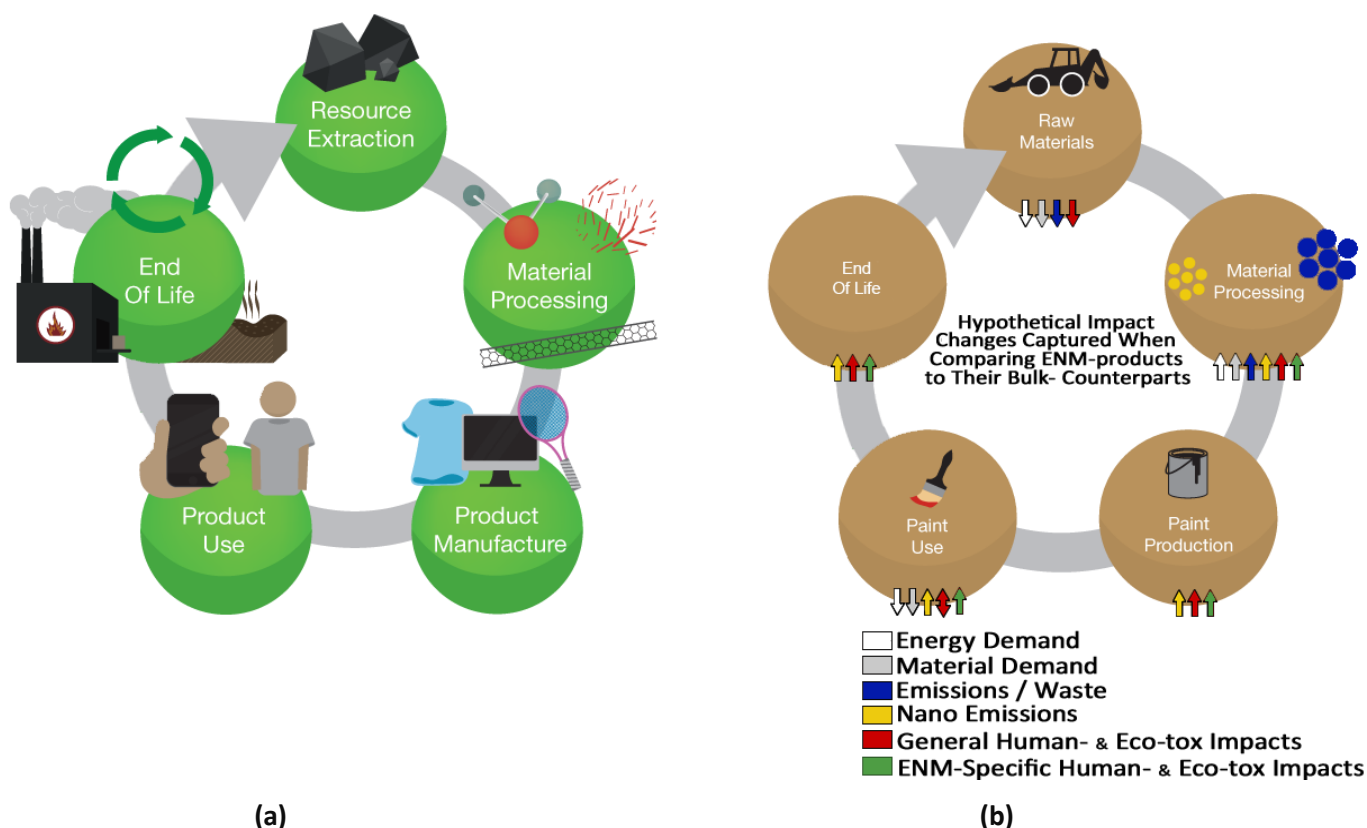 Resource
Extraction
Material
Processing
Product
Manufacture
Product
Use
End
Of Life
(a)
Raw
Materials
Material
Processing
Paint
Production
Paint
Use
End
Of Life
Hypothetical Impact
Changes Captured When
Comparing ENM-products
to Their Bulk- Counterparts
Energy Demand
Material Demand
Emissions / Waste
Nano Emissions
General Human- & Eco-tox Impacts
ENM-Specific Human- & Eco-tox Impacts
(b)